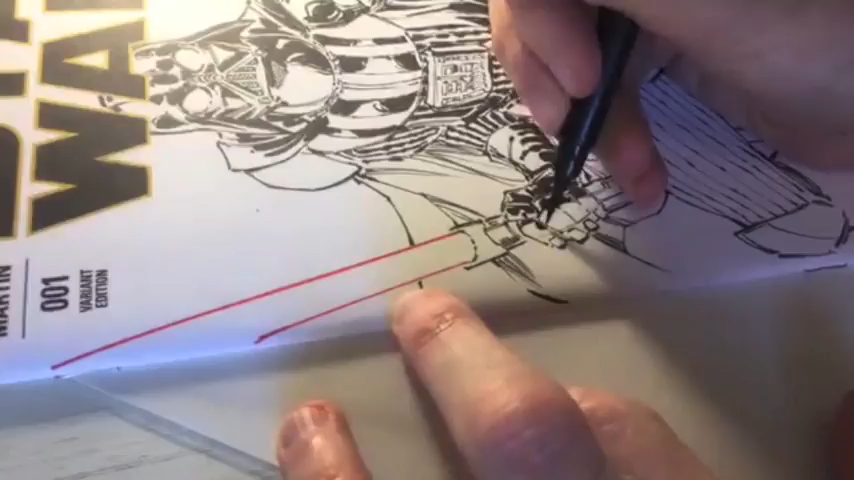 WA
MARTIN
001
VARIANT
EDITION